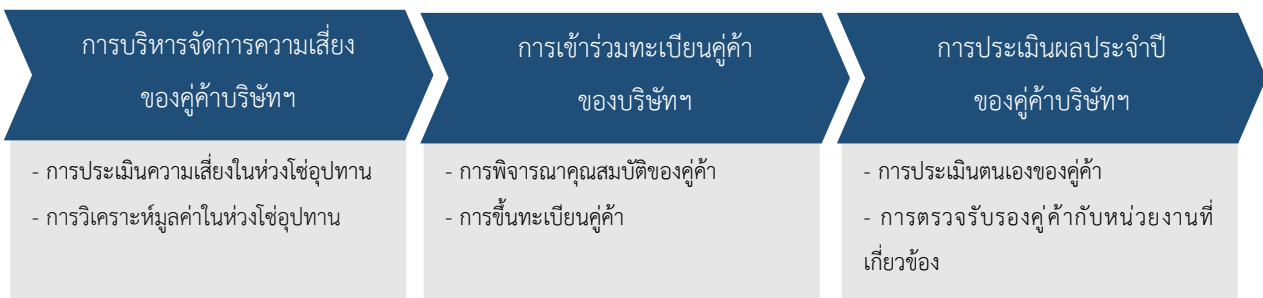 การบริหารจัดการความเสี่ยง
ของคู่ค้าบริษัทฯ
- การประเมินความเสี่ยงในห่วงโซ่อุปทาน
- การวิเคราะห์มูลค่าในห่วงโซ่อุปทาน
การเข้าร่วมทะเบียนคู่ค้า
ของบริษัทฯ
- การพิจารณาคุณสมบัติของคู่ค้า
- การขึ้นทะเบียนคู่ค้า
การประเมินผลประจำปี
ของคู่ค้าบริษัทฯ
- การประเมินตนเองของคู่ค้า
- การตรวจรับรองคู่ค้ากับหน่วยงานที่
เกี่ยวข้อง